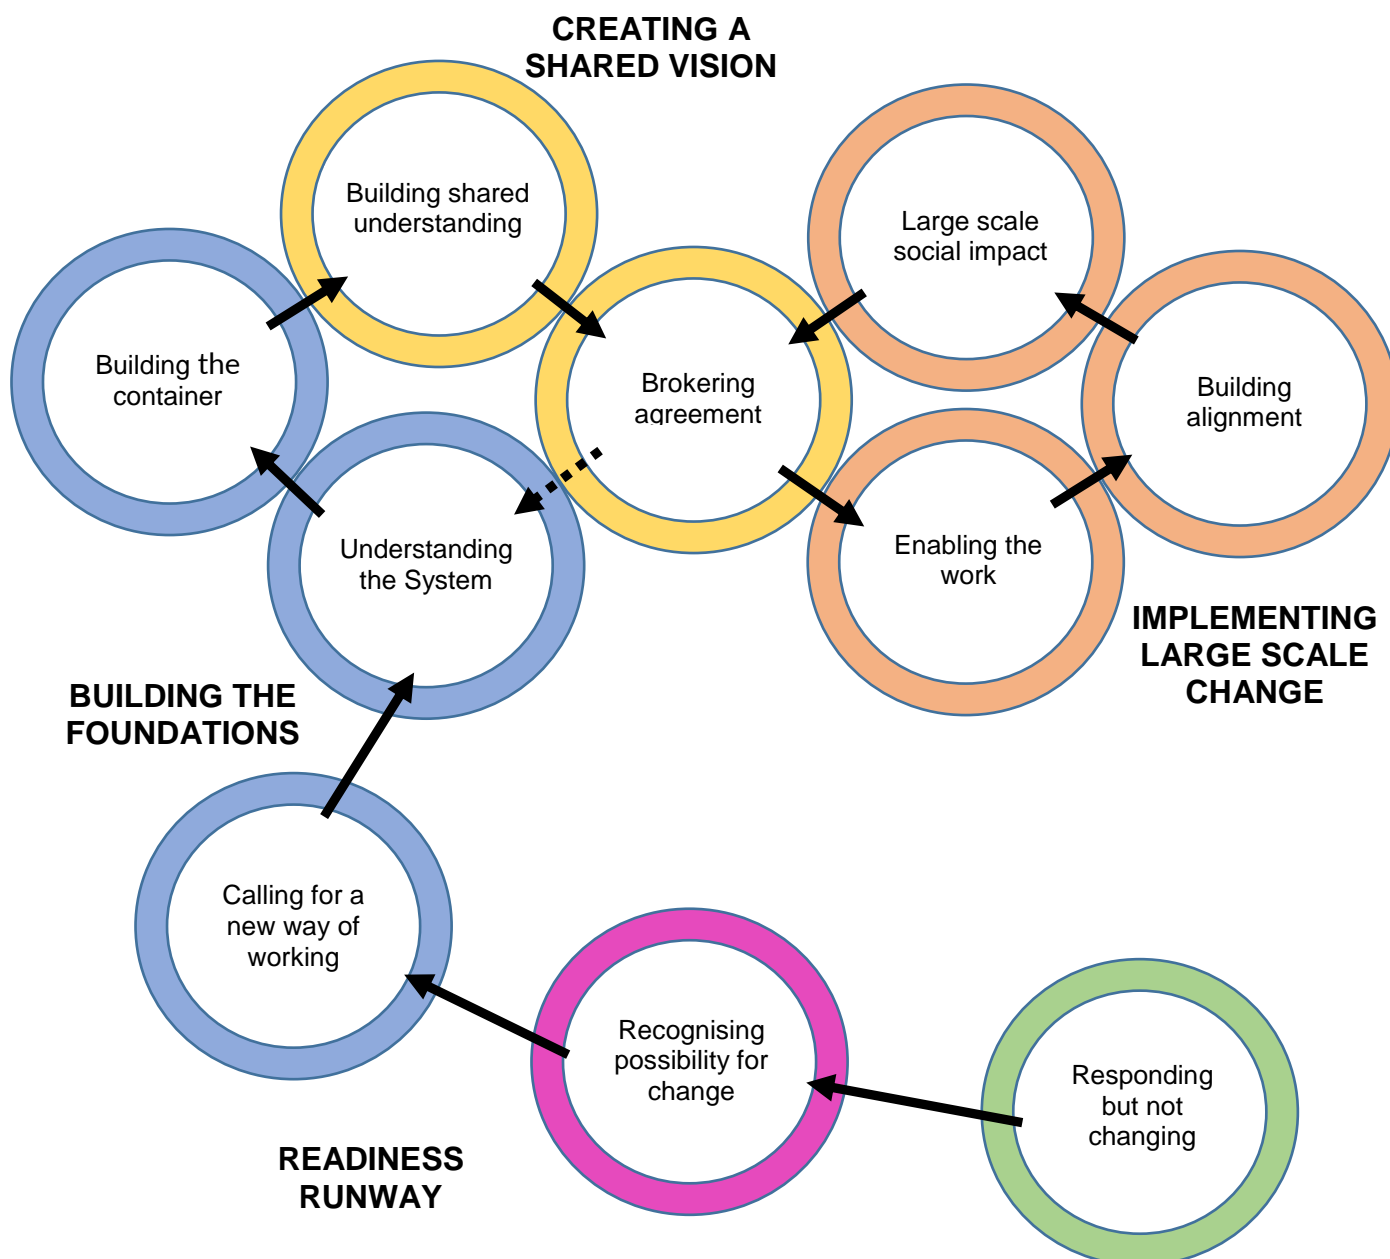 CREATING A
SHARED VISION
Building shared
understanding
Large scale
social impact
Building the
container
Brokering
agreement
Building
alignment
Understanding
the System
Enabling the
work
IMPLEMENTING
LARGE SCALE
CHANGE
BUILDING THE
FOUNDATIONS
Calling for a
new way of
working
Recognising
possibility for
change
Responding
but not
changing
READINESS
RUNWAY